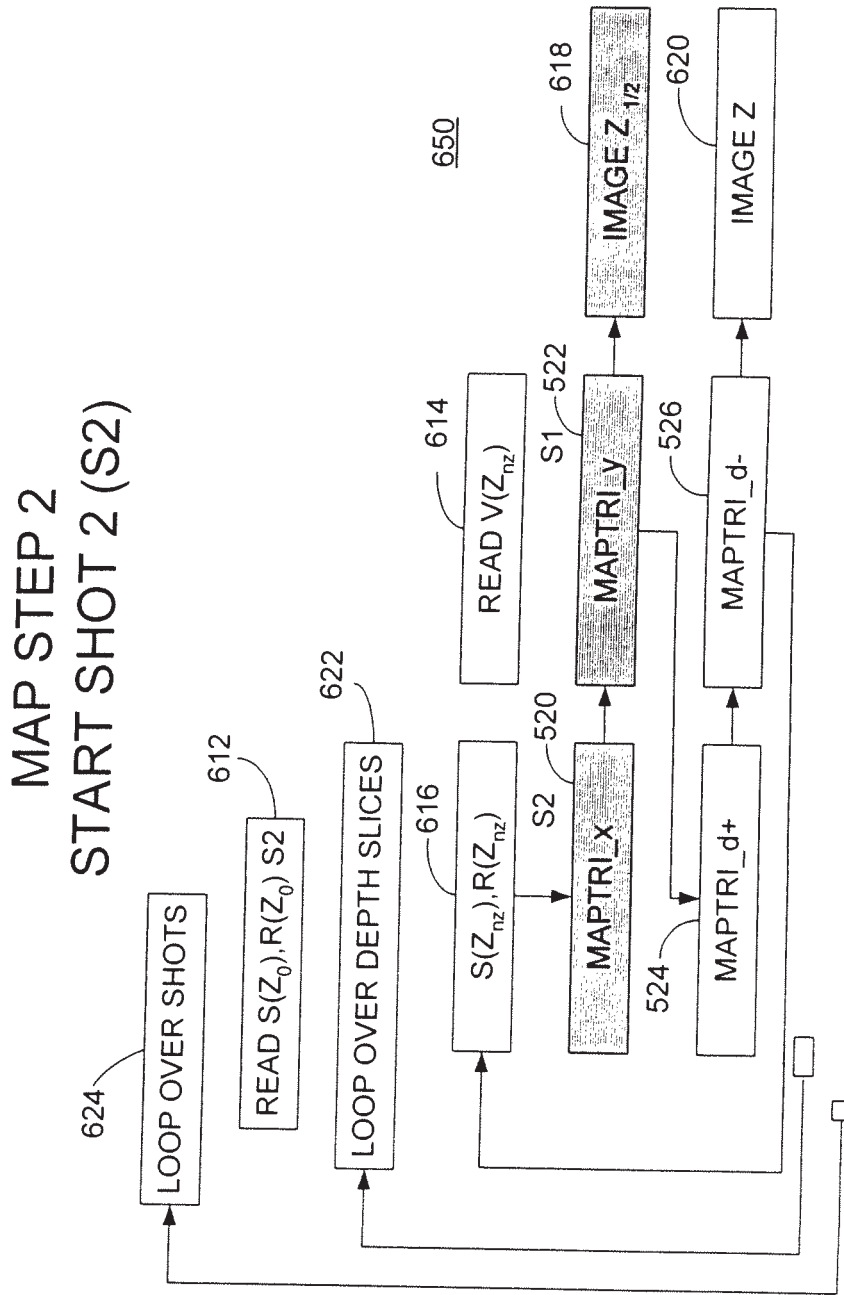 MAP STEP 2
START SHOT 2 (S2)
624
LOOP OVER SHOTS
612
READ S(Z0),R(Z0) S2
622
LOOP OVER DEPTH SLICES
616
S(Znz),R(Znz)
614
READ V(Znz)
650
S2
520
MAPTRI_x
S1
522
MAPTRI_y
618
IMAGE Z 1/2
524
MAPTRI_d+
526
MAPTRI_d-
620
IMAGE Z